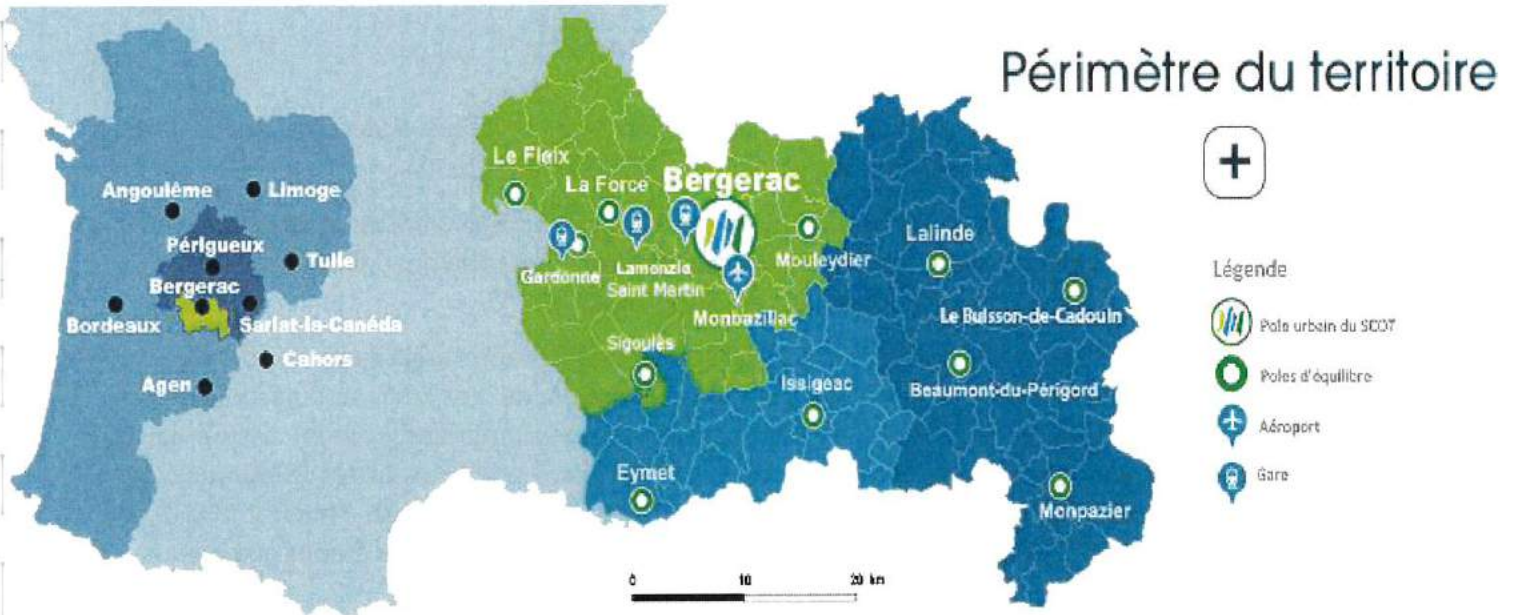 Périmètre du territoire
+
Angoulême
Limoge
Périgueux
Tulle
Bergerac
Bordeaux
Sarlat-la-Canéda
Cahors
Agen
Le Fleix
La Force
Bergerac
Gardonne
Lamonzie
Saint Martin
Mouleydier
Monbazillac
Sigoulès
Issigeac
Eymet
Lalinde
Le Buisson-de-Cadouin
Beaumont-du-Périgord
Monpazier
Légende
Pole urbain du SCOT
Poles d'équilibre
Aéroport
Gare
0 10 20 km